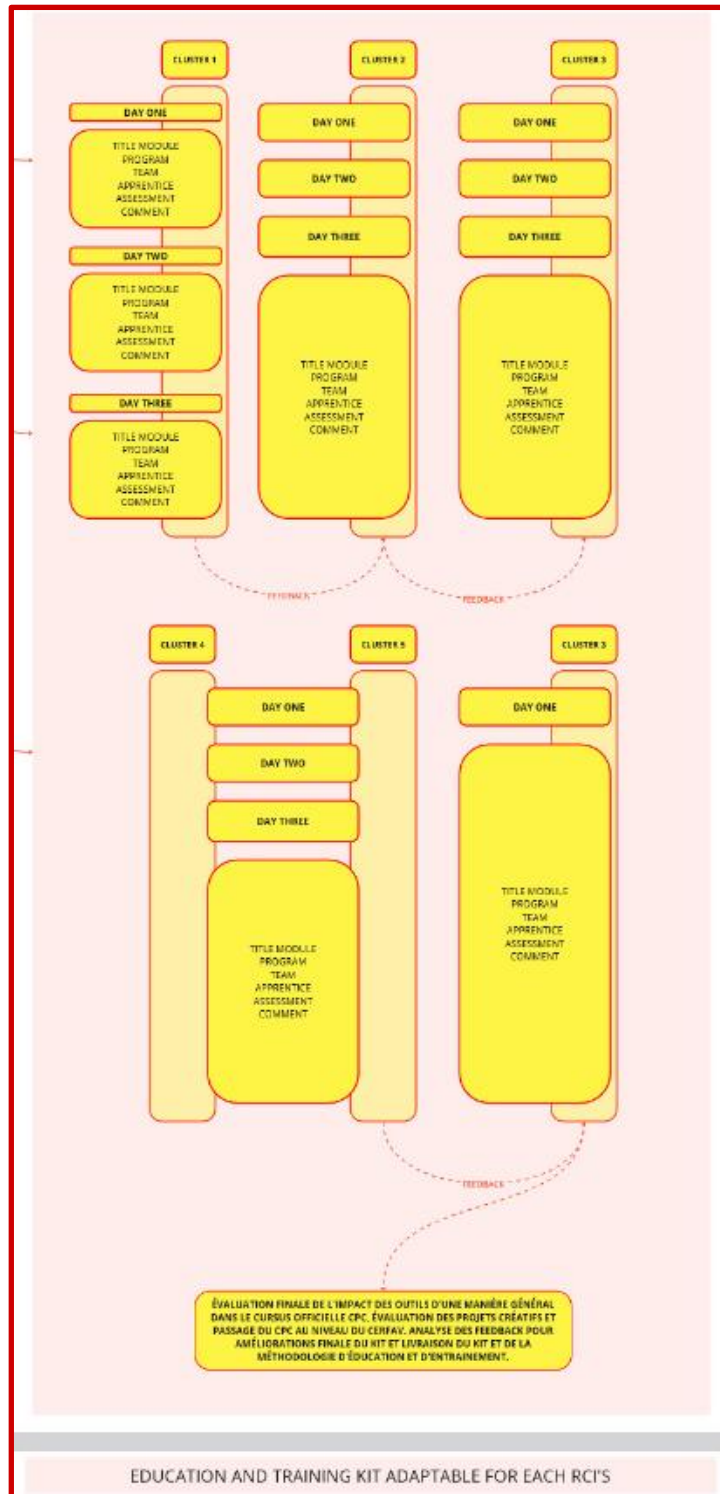 CLUSTER 1
DAY ONE
TITLE MODULE
PROGRAM
TEAM
APPRENTICE
ASSESSMENT
COMMENT
DAY TWO
TITLE MODULE
PROGRAM
TEAM
APPRENTICE
ASSESSMENT
COMMENT
DAY THREE
TITLE MODULE
PROGRAM
TEAM
APPRENTICE
ASSESSMENT
COMMENT
CLUSTER 2
DAY ONE
DAY TWO
DAY THREE
TITLE MODULE
PROGRAM
TEAM
APPRENTICE
ASSESSMENT
COMMENT
CLUSTER 3
DAY ONE
DAY TWO
DAY THREE
TITLE MODULE
PROGRAM
TEAM
APPRENTICE
ASSESSMENT
COMMENT
FEEDBACK
FEEDBACK
CLUSTER 4
CLUSTER 5
DAY ONE
DAY TWO
DAY THREE
TITLE MODULE
PROGRAM
TEAM
APPRENTICE
ASSESSMENT
COMMENT
CLUSTER 3
DAY ONE
TITLE MODULE
PROGRAM
TEAM
APPRENTICE
ASSESSMENT
COMMENT
FEEDBACK
ÉVALUATION FINALE DE L'IMPACT DES OUTILS D'UNE MANIÈRE GÉNÉRAL
DANS LE CURSUS OFFICIELLE CPC. ÉVALUATION DES PROJETS CRÉATIFS ET
PASSAGE DU CPC AU NIVEAU DU CERFAV. ANALYSE DES FEEDBACK POUR
AMÉLIORATIONS FINALE DU KIT ET LIVRAISON DU KIT ET DE LA
MÉTHODOLOGIE D'ÉDUCATION ET D'ENTRAINEMENT.
EDUCATION AND TRAINING KIT ADAPTABLE FOR EACH RCI'S